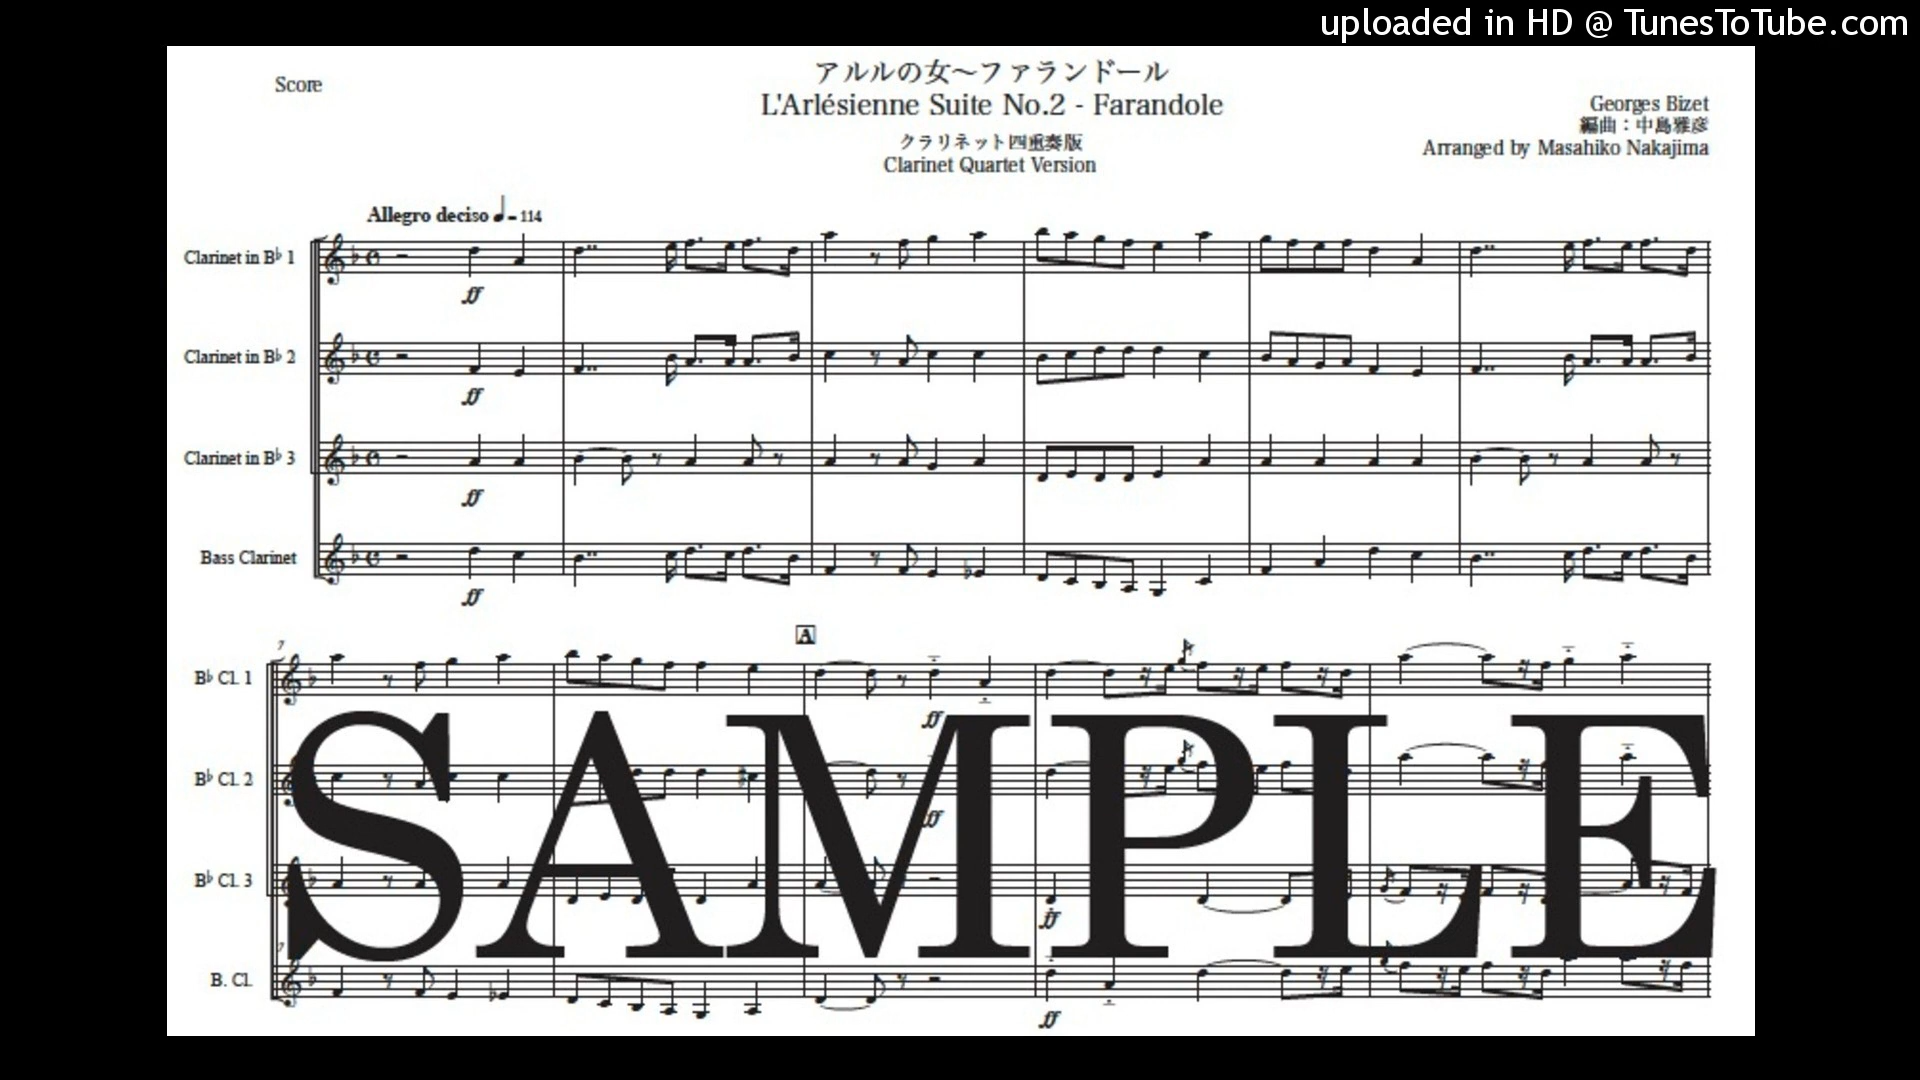 uploaded in HD @ TunesToTube.com
Score
アルルの女～ファランドール
L'Arlésienne Suite No.2 - Farandole
クラリネット四重奏版
Clarinet Quartet Version
Georges Bizet
編曲：中島雅彦
Arranged by Masahiko Nakajima
Allegro deciso ♩= 114
Clarinet in B♭ 1
ff
Clarinet in B♭ 2
ff
Clarinet in B♭ 3
ff
Bass Clarinet
ff
7
A
B♭ Cl. 1
ff
B♭ Cl. 2
ff
B♭ Cl. 3
ff
7
B. Cl.
ff
SAMPLE